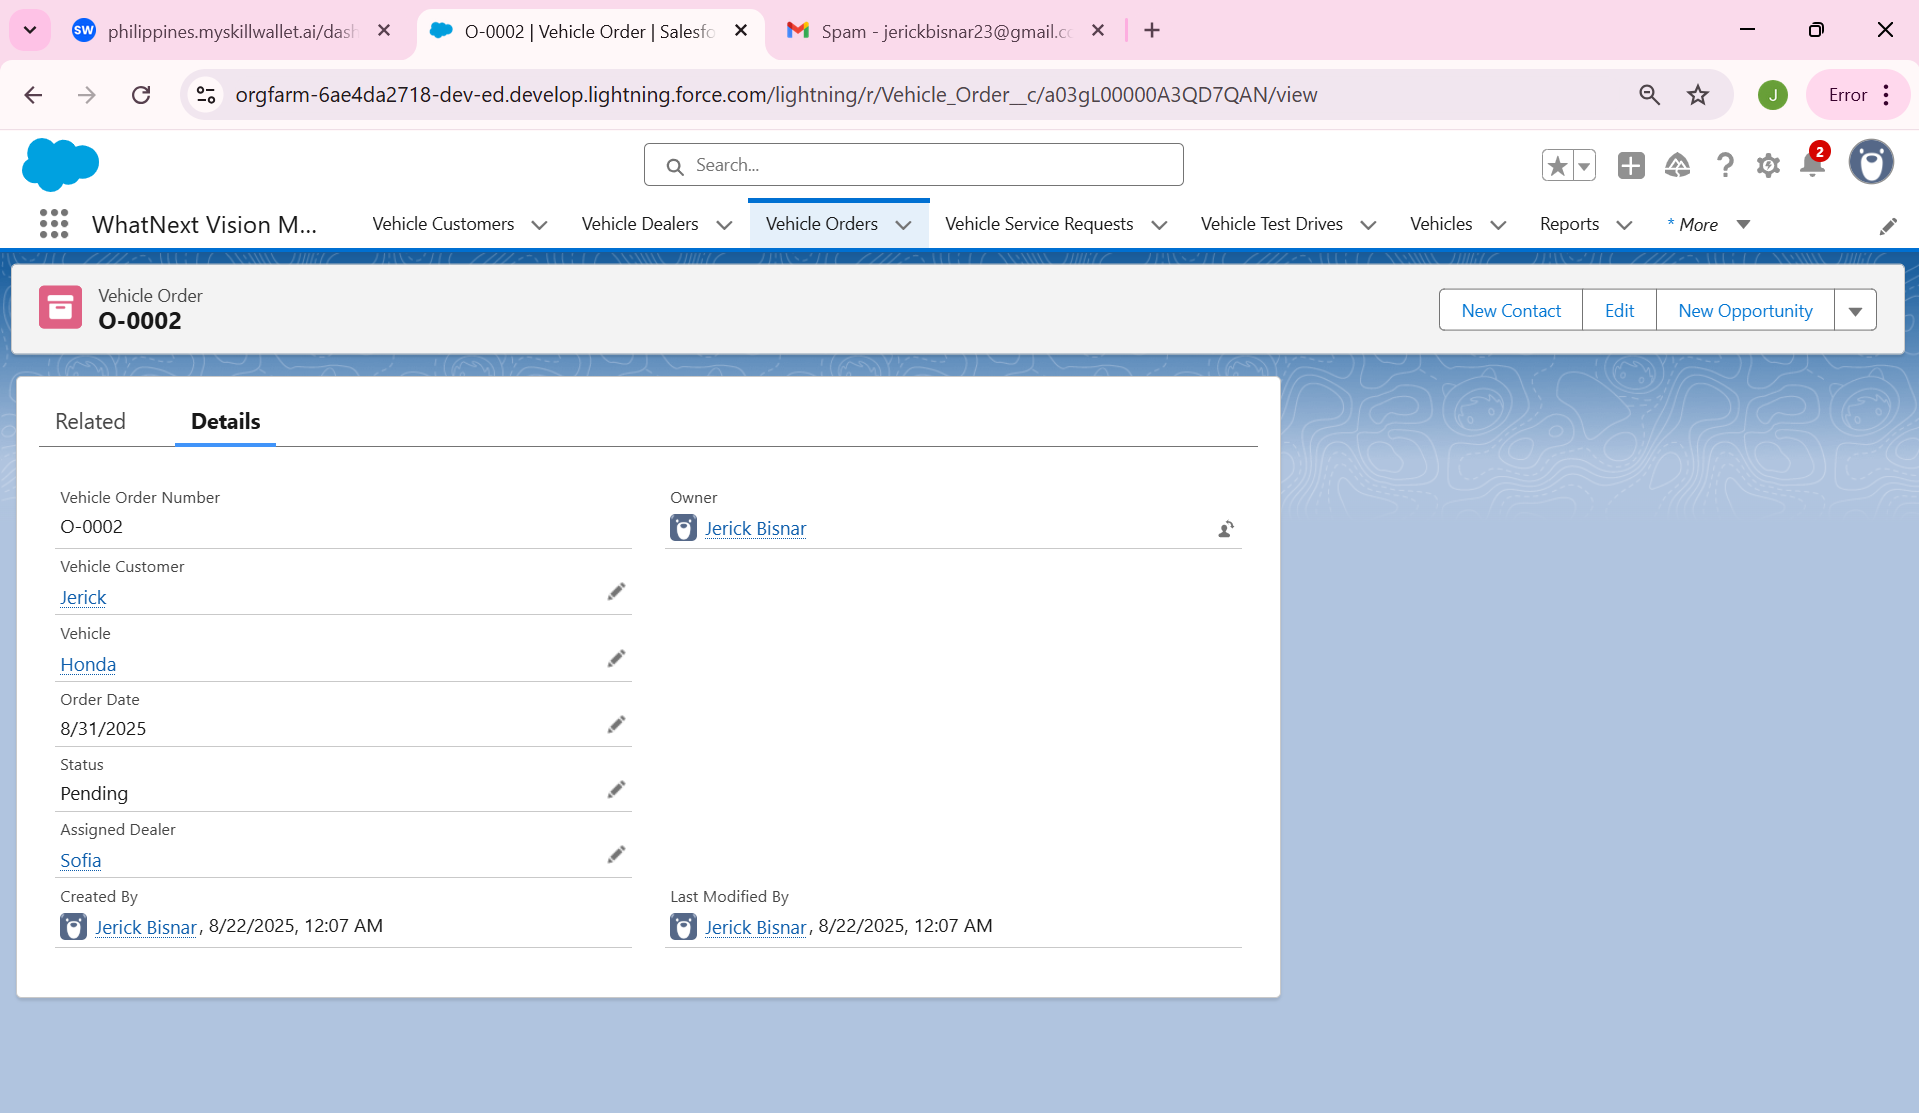 SW philippines.myskillwallet.ai/dash
O-0002 | Vehicle Order | Salesfo
Spam - jerickbisnar23@gmail.co
orgfarm-6ae4da2718-dev-ed.develop.lightning.force.com/lightning/r/Vehicle_Order__c/a03gL00000A3QD7QAN/view
J
Error
Search...
2
WhatNext Vision M...
Vehicle Customers
Vehicle Dealers
Vehicle Orders
Vehicle Service Requests
Vehicle Test Drives
Vehicles
Reports
* More
Vehicle Order
O-0002
New Contact
Edit
New Opportunity
Related
Details
Vehicle Order Number
O-0002
Owner
Jerick Bisnar
Vehicle Customer
Jerick
Vehicle
Honda
Order Date
8/31/2025
Status
Pending
Assigned Dealer
Sofia
Created By
Jerick Bisnar, 8/22/2025, 12:07 AM
Last Modified By
Jerick Bisnar, 8/22/2025, 12:07 AM